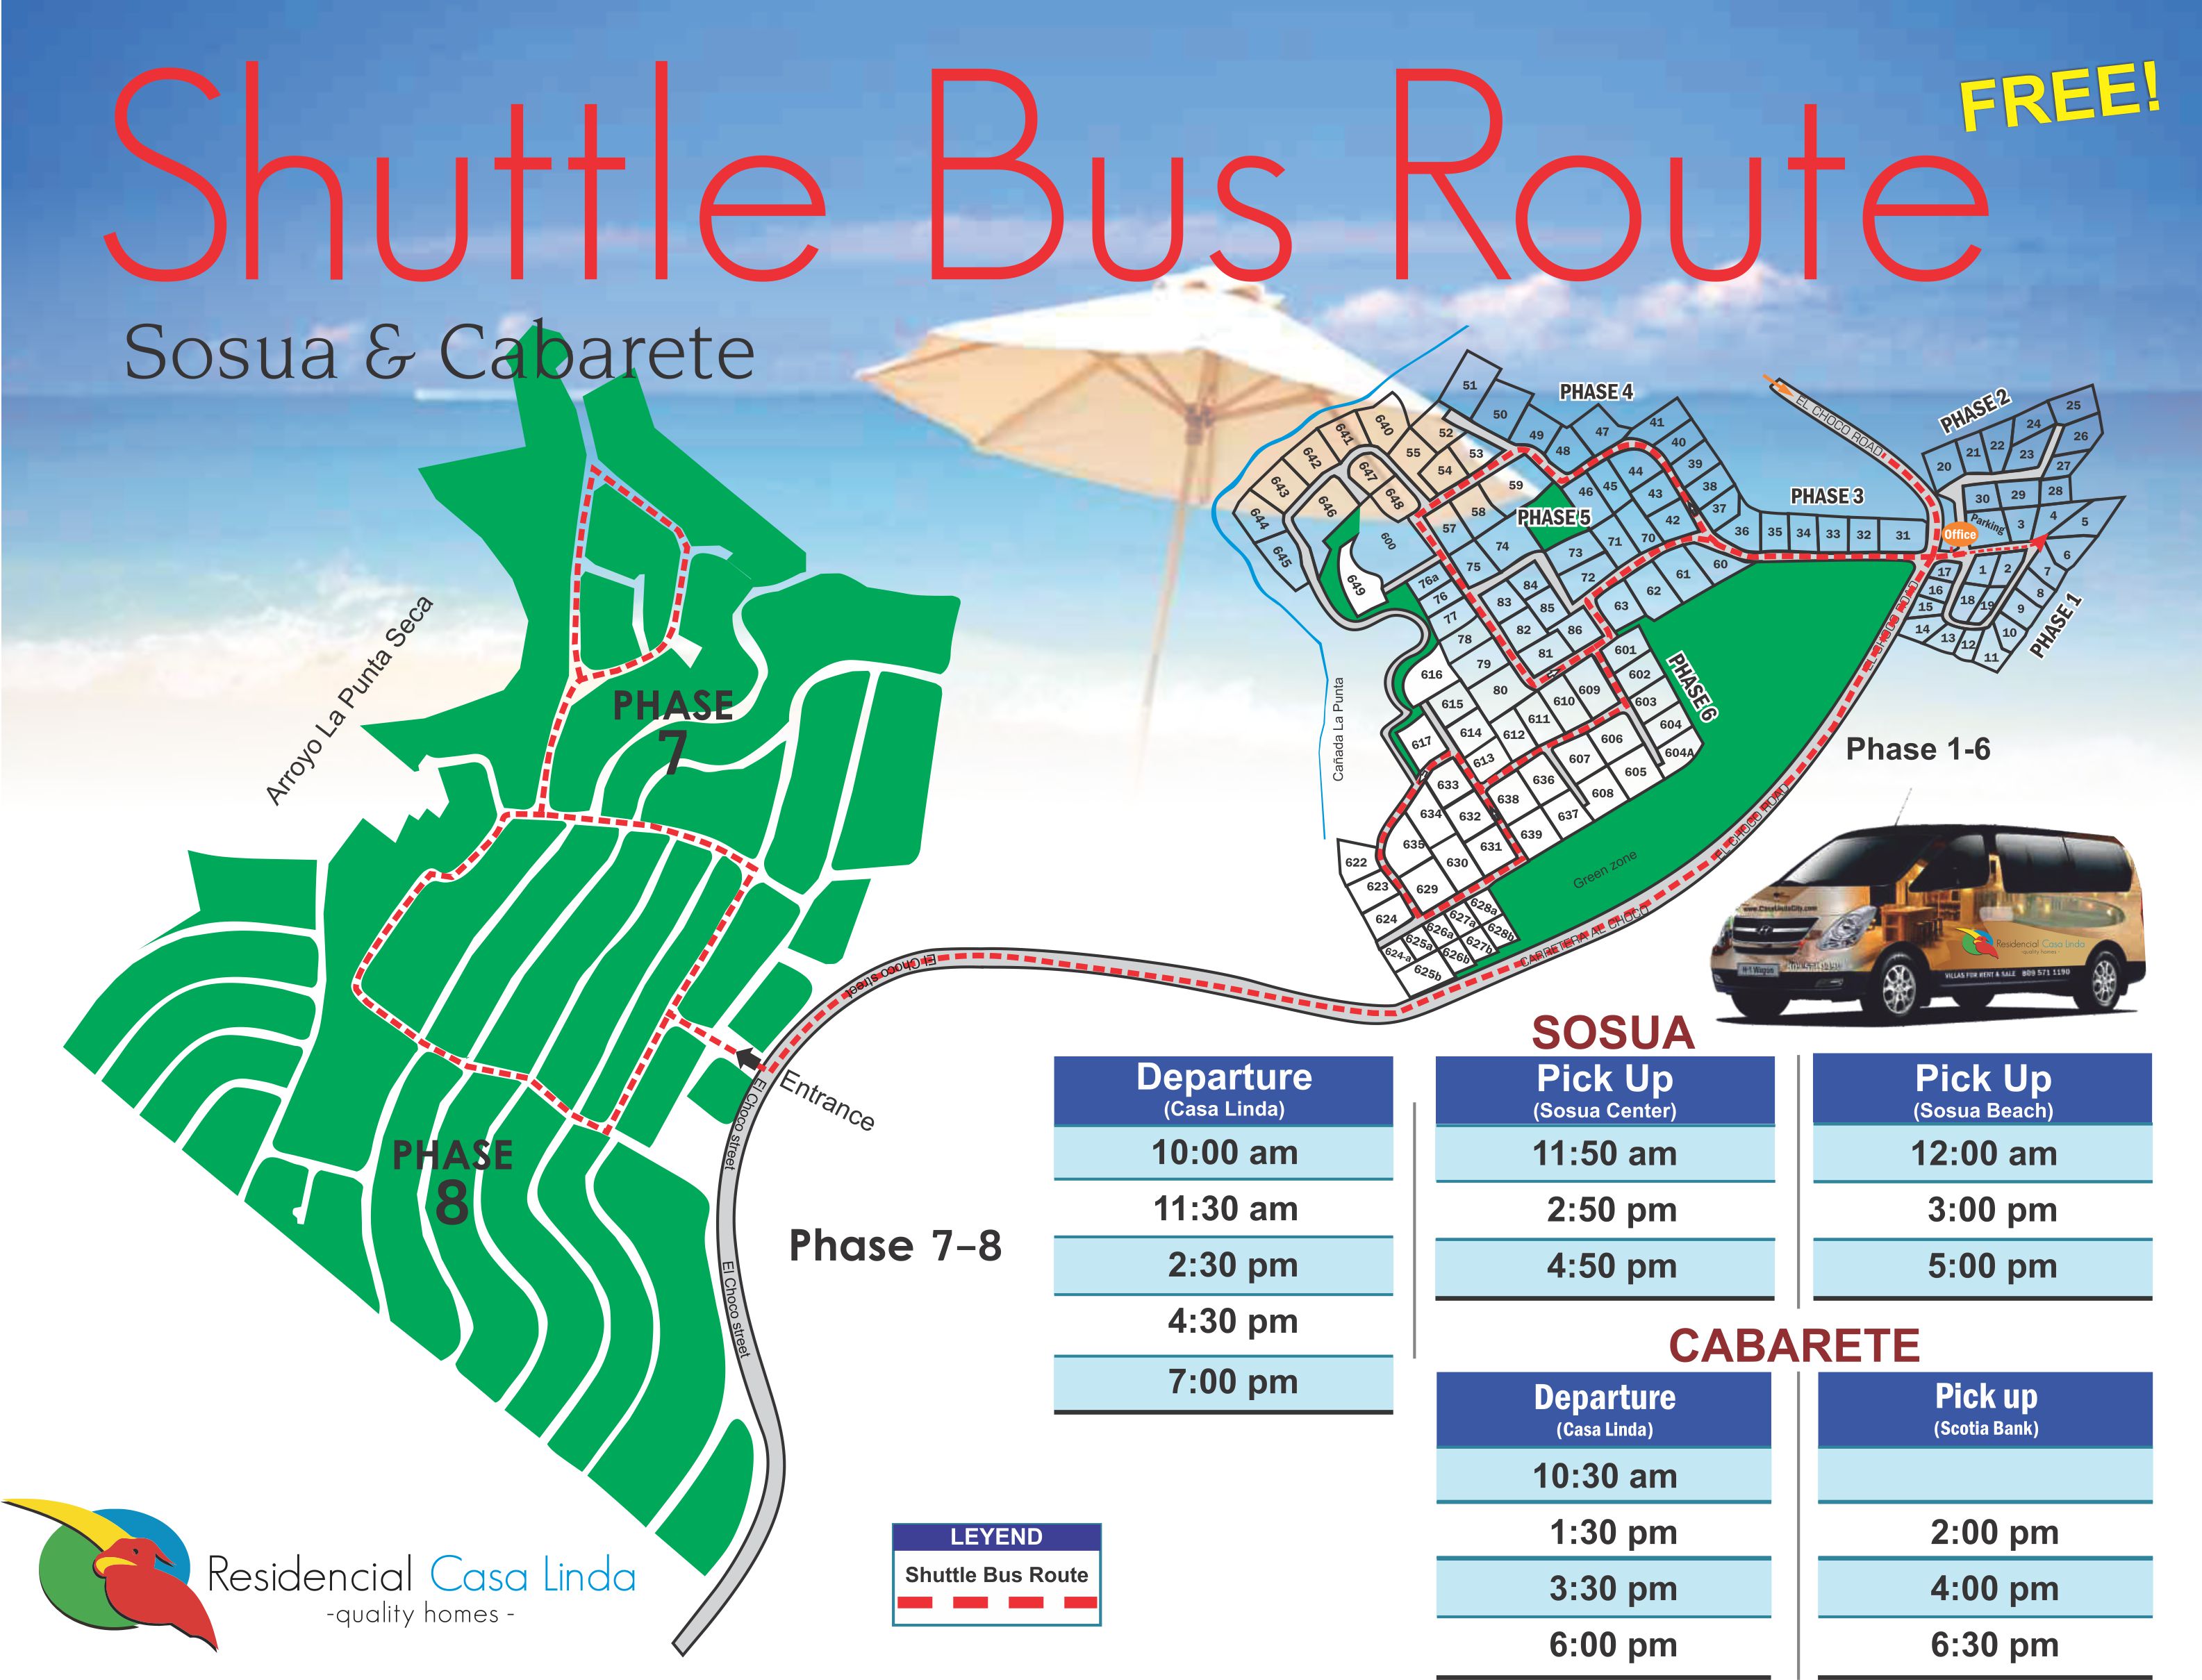 Shuttle Bus Route
FREE!
Sosua & Cabarete
Arroyo La Punta Seca
PHASE
7
PHASE
8
Phase 7-8
Entrance
El Choco street
El Choco street
El Choco street
Cañada La Punta
PHASE 4
51
50
49
48
47
41
40
39
38
37
46
45
44
43
42
52
53
54
55
640
641
642
643
644
645
646
647
648
649
600
PHASE 5
59
58
57
74
75
73
71
70
72
76a
76
77
78
79
80
84
83
85
82
86
81
60
61
62
63
PHASE 3
36
35
34
33
32
31
EL CHOCO ROAD
PHASE 2
25
24
26
22
21
20
23
27
30
29
28
Office
Parking
3
4
5
6
7
8
9
10
11
12
13
14
15
16
17
18
19
1
2
PHASE 1
PHASE 6
601
602
603
604
604A
605
606
607
608
609
610
611
612
613
614
615
616
617
622
623
624
624-a
625a
625b
626a
626b
627a
627b
628a
628b
629
630
631
632
633
634
635
636
637
638
639
Green zone
EL CHOCO ROAD
EL CHOCO ROAD
CARRETERA AL CHOCO
Phase 1-6
Residencial Casa Linda
VILLAS FOR RENT & SALE 809 571 1190
SOSUA
Departure
(Casa Linda)
10:00 am
11:30 am
2:30 pm
4:30 pm
7:00 pm
Pick Up
(Sosua Center)
11:50 am
2:50 pm
4:50 pm
Pick Up
(Sosua Beach)
12:00 am
3:00 pm
5:00 pm
CABARETE
Departure
(Casa Linda)
10:30 am
1:30 pm
3:30 pm
6:00 pm
Pick up
(Scotia Bank)
2:00 pm
4:00 pm
6:30 pm
LEYEND
Shuttle Bus Route
Residencial Casa Linda
-quality homes -